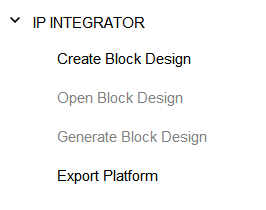 IP INTEGRATOR
Create Block Design
Open Block Design
Generate Block Design
Export Platform